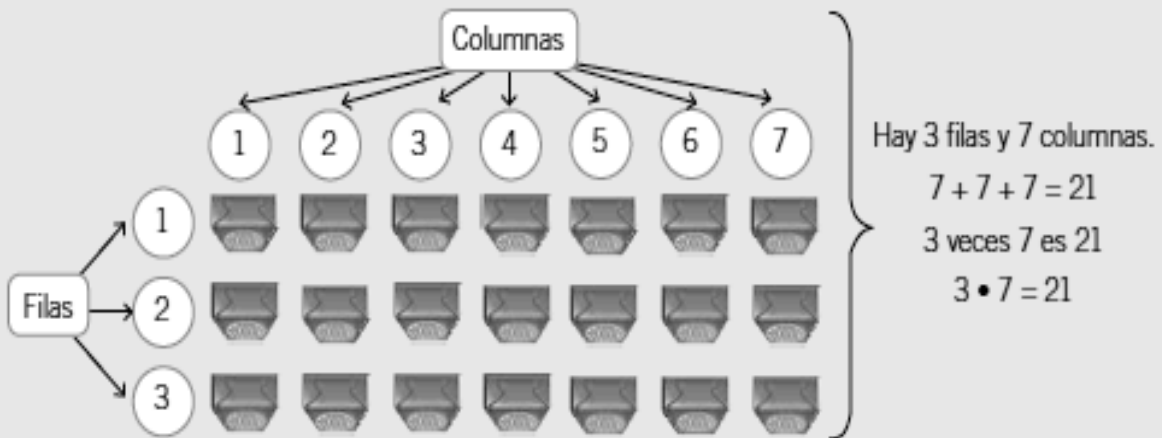 Columnas
1 2 3 4 5 6 7
Hay 3 filas y 7 columnas.
7 + 7 + 7 = 21
3 veces 7 es 21
3 • 7 = 21
Filas
1
2
3